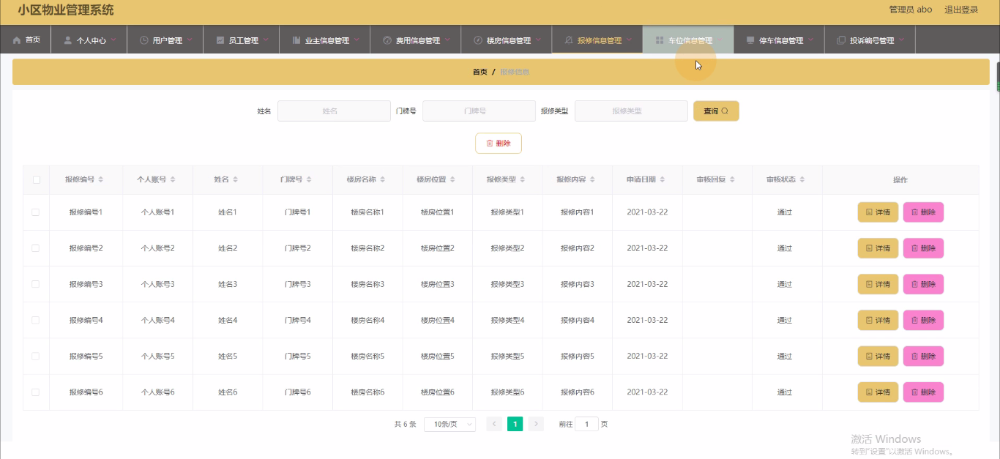 小区物业管理系统
管理员 abo 退出登录
首页 个人中心 用户管理 员工管理 业主信息管理 费用信息管理 楼房信息管理 报修信息管理 车位信息管理 停车信息管理 投诉编号管理
首页 / 报修信息
姓名 姓名 门牌号 门牌号 报修类型 报修类型 查询
删除
报修编号 个人账号 姓名 门牌号 楼房名称 楼房位置 报修类型 报修内容 申请日期 审核回复 审核状态 操作
报修编号1 个人账号1 姓名1 门牌号1 楼房名称1 楼房位置1 报修类型1 报修内容1 2021-03-22 通过 详情 删除
报修编号2 个人账号2 姓名2 门牌号2 楼房名称2 楼房位置2 报修类型2 报修内容2 2021-03-22 通过 详情 删除
报修编号3 个人账号3 姓名3 门牌号3 楼房名称3 楼房位置3 报修类型3 报修内容3 2021-03-22 通过 详情 删除
报修编号4 个人账号4 姓名4 门牌号4 楼房名称4 楼房位置4 报修类型4 报修内容4 2021-03-22 通过 详情 删除
报修编号5 个人账号5 姓名5 门牌号5 楼房名称5 楼房位置5 报修类型5 报修内容5 2021-03-22 通过 详情 删除
报修编号6 个人账号6 姓名6 门牌号6 楼房名称6 楼房位置6 报修类型6 报修内容6 2021-03-22 通过 详情 删除
共 6 条 10条/页 1 前往 1 页
激活 Windows
转到"设置"以激活 Windows。